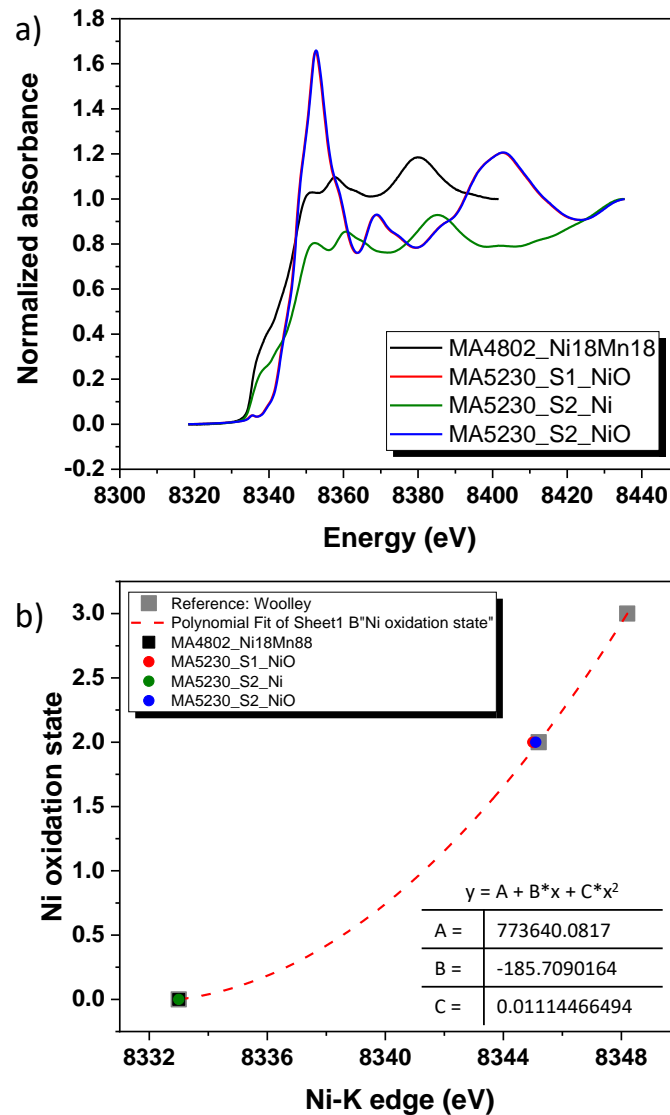 a)
1.8
1.6
1.4
1.2
1.0
0.8
0.6
0.4
0.2
0.0
-0.2
Normalized absorbance
MA4802_Ni18Mn18
MA5230_S1_NiO
MA5230_S2_Ni
MA5230_S2_NiO
8300 8320 8340 8360 8380 8400 8420 8440
Energy (eV)
b)
3.0
2.5
2.0
1.5
1.0
0.5
0.0
Ni oxidation state
Reference: Woolley
Polynomial Fit of Sheet1 B"Ni oxidation state"
MA4802_Ni18Mn88
MA5230_S1_NiO
MA5230_S2_Ni
MA5230_S2_NiO
y = A + B*x + C*x²
A = 773640.0817
B = -185.7090164
C = 0.01114466494
8332 8336 8340 8344 8348
Ni-K edge (eV)